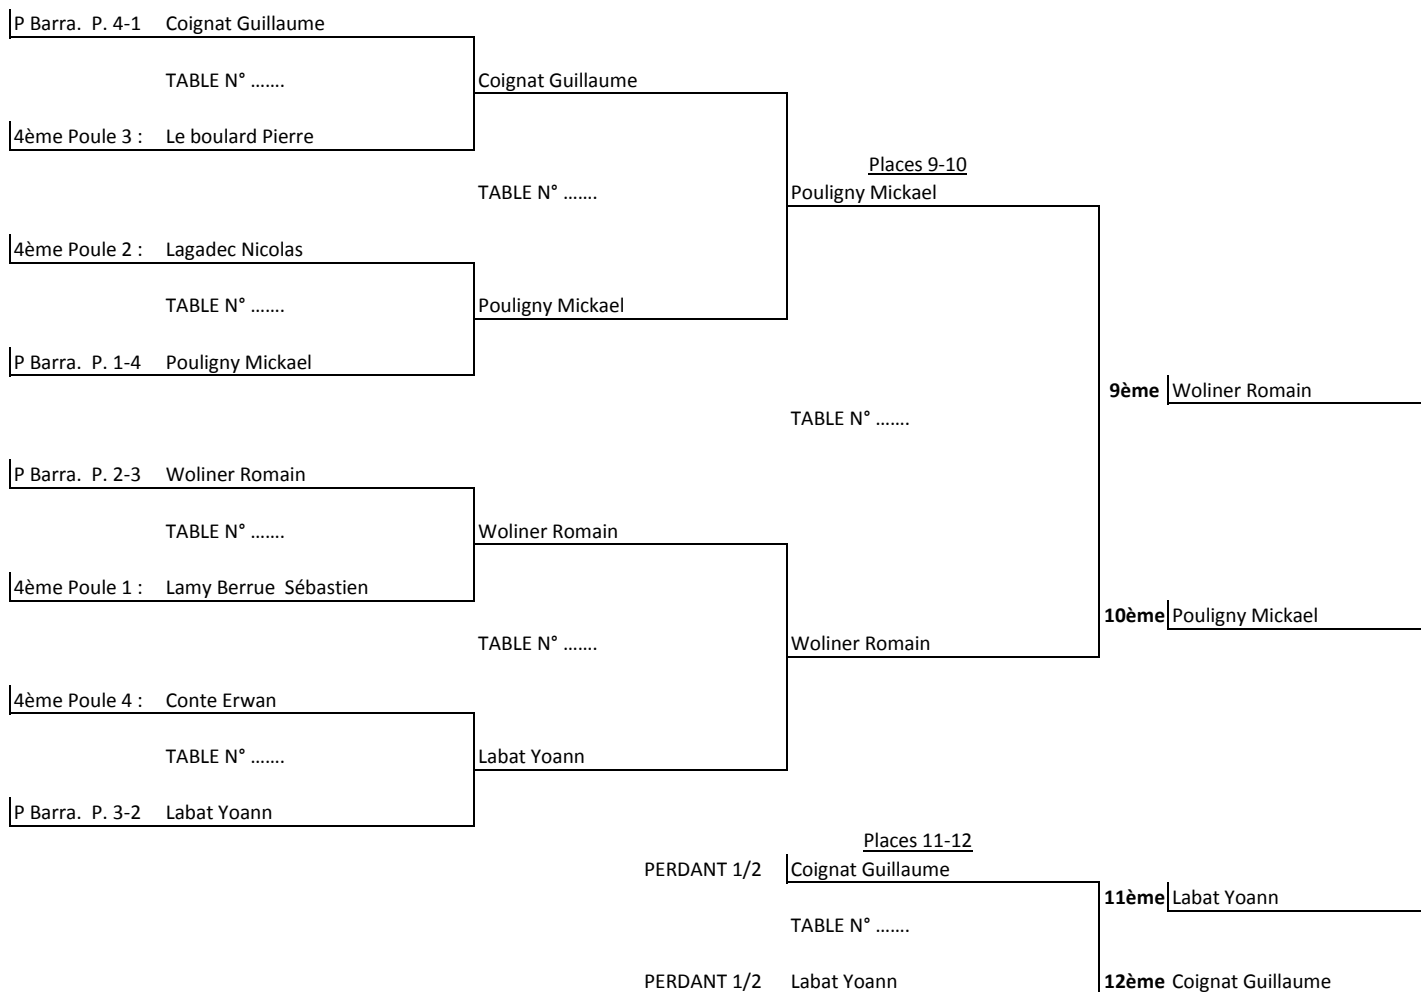 P Barra. P. 4-1 Coignat Guillaume
TABLE N° ....... Coignat Guillaume
4ème Poule 3 : Le boulard Pierre
Places 9-10
TABLE N° ....... Pouligny Mickael
4ème Poule 2 : Lagadec Nicolas
TABLE N° ....... Pouligny Mickael
P Barra. P. 1-4 Pouligny Mickael
9ème Woliner Romain
TABLE N° .......
P Barra. P. 2-3 Woliner Romain
TABLE N° ....... Woliner Romain
4ème Poule 1 : Lamy Berrue Sébastien
10ème Pouligny Mickael
TABLE N° ....... Woliner Romain
4ème Poule 4 : Conte Erwan
TABLE N° ....... Labat Yoann
P Barra. P. 3-2 Labat Yoann
Places 11-12
PERDANT 1/2 Coignat Guillaume
11ème Labat Yoann
TABLE N° .......
PERDANT 1/2 Labat Yoann 12ème Coignat Guillaume